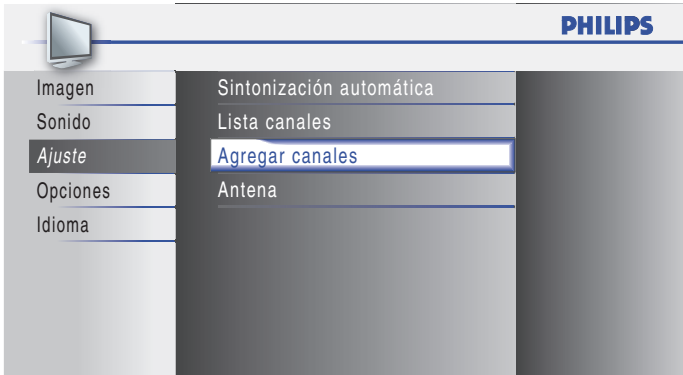 PHILIPS
Imagen
Sonido
Ajuste
Opciones
Idioma
Sintonización automática
Lista canales
Agregar canales
Antena